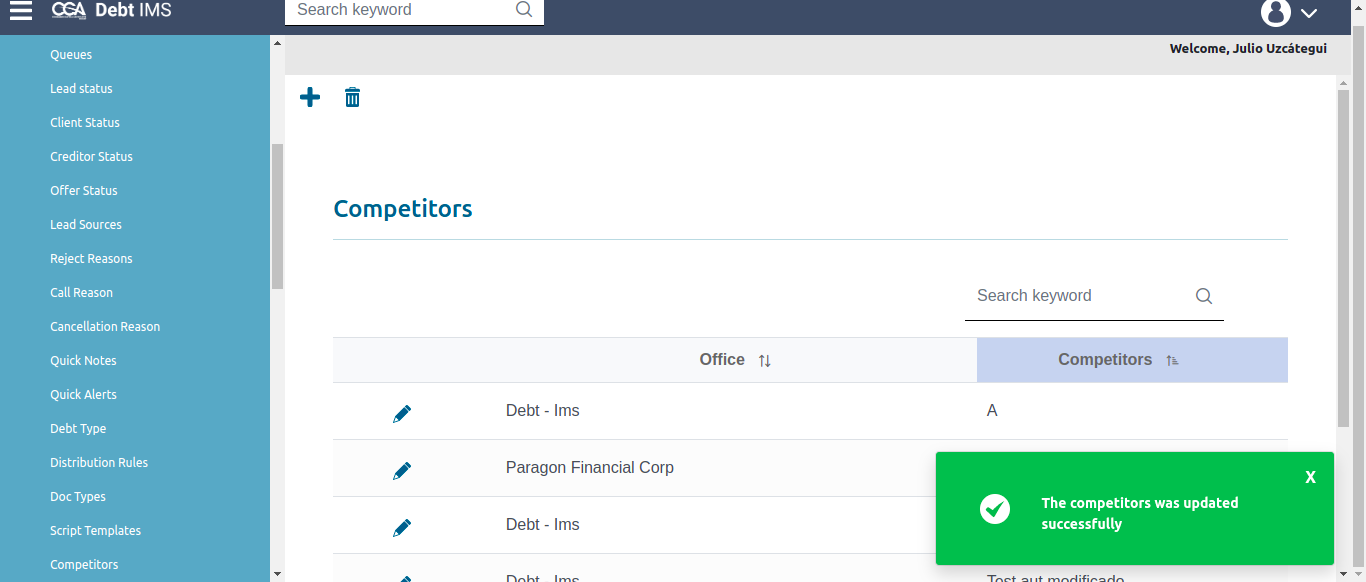 CGA Debt IMS
Search keyword
Welcome, Julio Uzcátegui
Queues
Lead status
Client Status
Creditor Status
Offer Status
Lead Sources
Reject Reasons
Call Reason
Cancellation Reason
Quick Notes
Quick Alerts
Debt Type
Distribution Rules
Doc Types
Script Templates
Competitors
Competitors
Search keyword
Office Competitors
Debt - Ims A
Paragon Financial Corp
Debt - Ims
Debt - Ims Test aut modificado
X
The competitors was updated
successfully